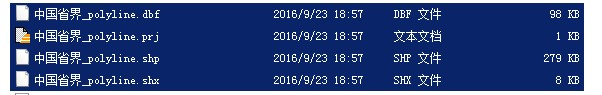 中国省界_polyline.dbf 2016/9/23 18:57 DBF 文件 98 KB
中国省界_polyline.prj 2016/9/23 18:57 文本文档 1 KB
中国省界_polyline.shp 2016/9/23 18:57 SHP 文件 279 KB
中国省界_polyline.shx 2016/9/23 18:57 SHX 文件 8 KB